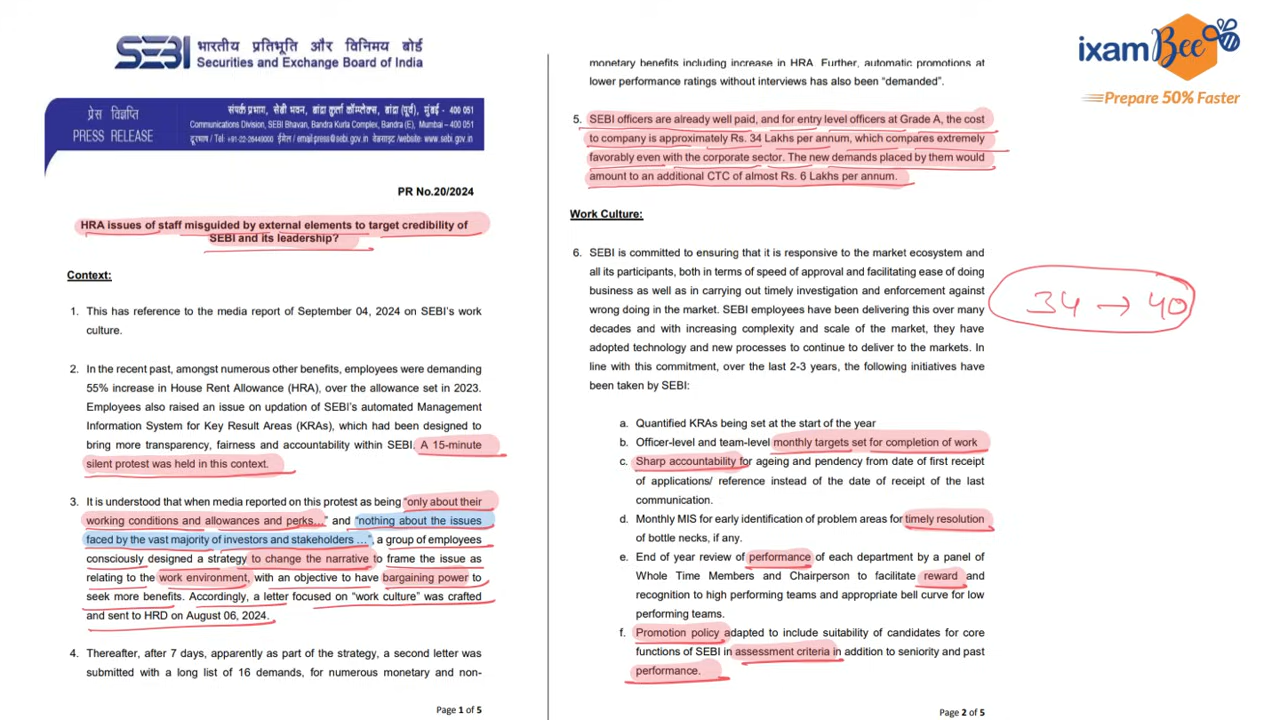 SEBI
भारतीय प्रतिभूति और विनिमय बोर्ड
Securities and Exchange Board of India
प्रेस विज्ञप्ति
PRESS RELEASE
संपर्क प्रभाग, सेबी भवन, बांद्रा कुर्ला कॉम्प्लेक्स, बांद्रा (पूर्व), मुंबई - 400 051
Communications Division, SEBI Bhavan, Bandra Kurla Complex, Bandra (E), Mumbai – 400 051
दूरभाष / Tel: +91-22-26449000 ईमेल / email:press@sebi.gov.in वेबसाइट /website: www.sebi.gov.in
PR No.20/2024
HRA issues of staff misguided by external elements to target credibility of
SEBI and its leadership?
Context:
1. This has reference to the media report of September 04, 2024 on SEBI's work
culture.
2. In the recent past, amongst numerous other benefits, employees were demanding
55% increase in House Rent Allowance (HRA), over the allowance set in 2023.
Employees also raised an issue on updation of SEBI's automated Management
Information System for Key Result Areas (KRAs), which had been designed to
bring more transparency, fairness and accountability within SEBI. A 15-minute
silent protest was held in this context.
3. It is understood that when media reported on this protest as being “only about their
working conditions and allowances and perks...” and “nothing about the issues
faced by the vast majority of investors and stakeholders ...”, a group of employees
consciously designed a strategy to change the narrative to frame the issue as
relating to the work environment, with an objective to have bargaining power to
seek more benefits. Accordingly, a letter focused on “work culture” was crafted
and sent to HRD on August 06, 2024.
4. Thereafter, after 7 days, apparently as part of the strategy, a second letter was
submitted with a long list of 16 demands, for numerous monetary and non-
Page 1 of 5
monetary benefits including increase in HRA. Further, automatic promotions at
lower performance ratings without interviews has also been “demanded”.
5. SEBI officers are already well paid, and for entry level officers at Grade A, the cost
to company is approximately Rs. 34 Lakhs per annum, which compares extremely
favorably even with the corporate sector. The new demands placed by them would
amount to an additional CTC of almost Rs. 6 Lakhs per annum.
Work Culture:
6. SEBI is committed to ensuring that it is responsive to the market ecosystem and
all its participants, both in terms of speed of approval and facilitating ease of doing
business as well as in carrying out timely investigation and enforcement against
wrong doing in the market. SEBI employees have been delivering this over many
decades and with increasing complexity and scale of the market, they have
adopted technology and new processes to continue to deliver to the markets. In
line with this commitment, over the last 2-3 years, the following initiatives have
been taken by SEBI:
a. Quantified KRAs being set at the start of the year
b. Officer-level and team-level monthly targets set for completion of work
c. Sharp accountability for ageing and pendency from date of first receipt
of applications/ reference instead of the date of receipt of the last
communication.
d. Monthly MIS for early identification of problem areas for timely resolution
of bottle necks, if any.
e. End of year review of performance of each department by a panel of
Whole Time Members and Chairperson to facilitate reward and
recognition to high performing teams and appropriate bell curve for low
performing teams.
f. Promotion policy adapted to include suitability of candidates for core
functions of SEBI in assessment criteria in addition to seniority and past
performance.
Page 2 of 5
ixamBee
Prepare 50% Faster
34 → 40